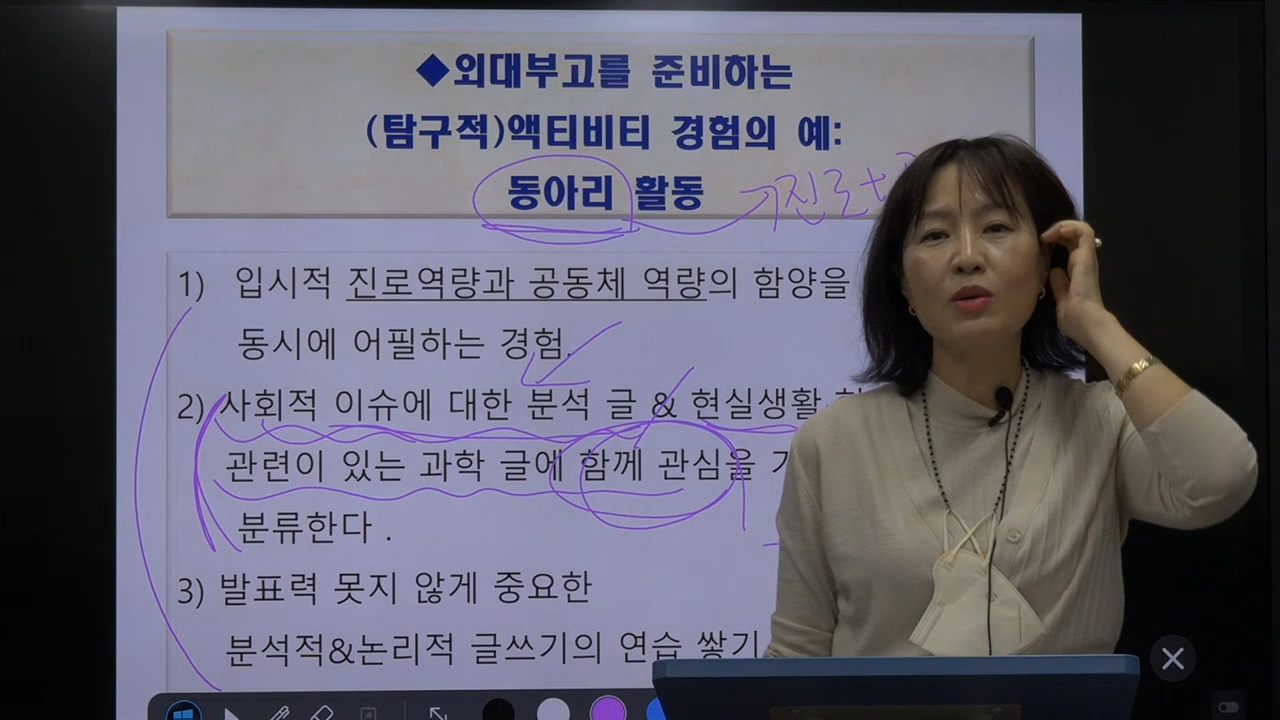 ◆외대부고를 준비하는
(탐구적)액티비티 경험의 예:
동아리 활동
진로+
1) 입시적 진로역량과 공동체 역량의 함양을
동시에 어필하는 경험.
2) 사회적 이슈에 대한 분석 글 & 현실생활
관련이 있는 과학 글에 함께 관심을
분류한다 .
3) 발표력 못지 않게 중요한
분석적&논리적 글쓰기의 연습 쌓기